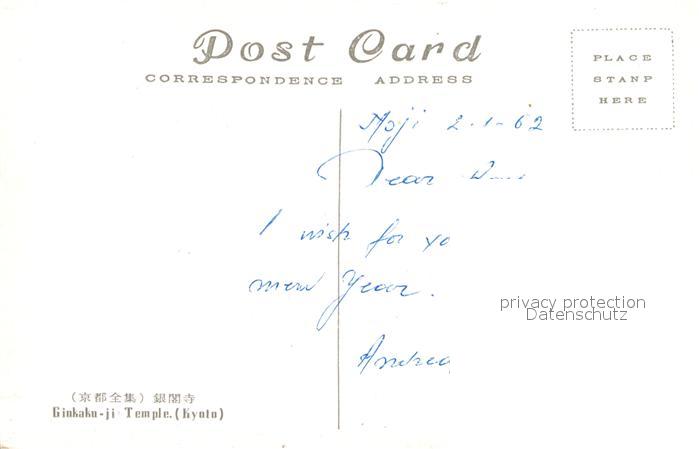 Post Card
CORRESPONDENCE ADDRESS
PLACE
STANP
HERE
Moji 2-1-62
Dear
I wish for yo
new Year.
privacy protection
Datenschutz
Andrea
(京都全集) 銀閣寺
Ginkaku-ji Temple.(Kyoto)